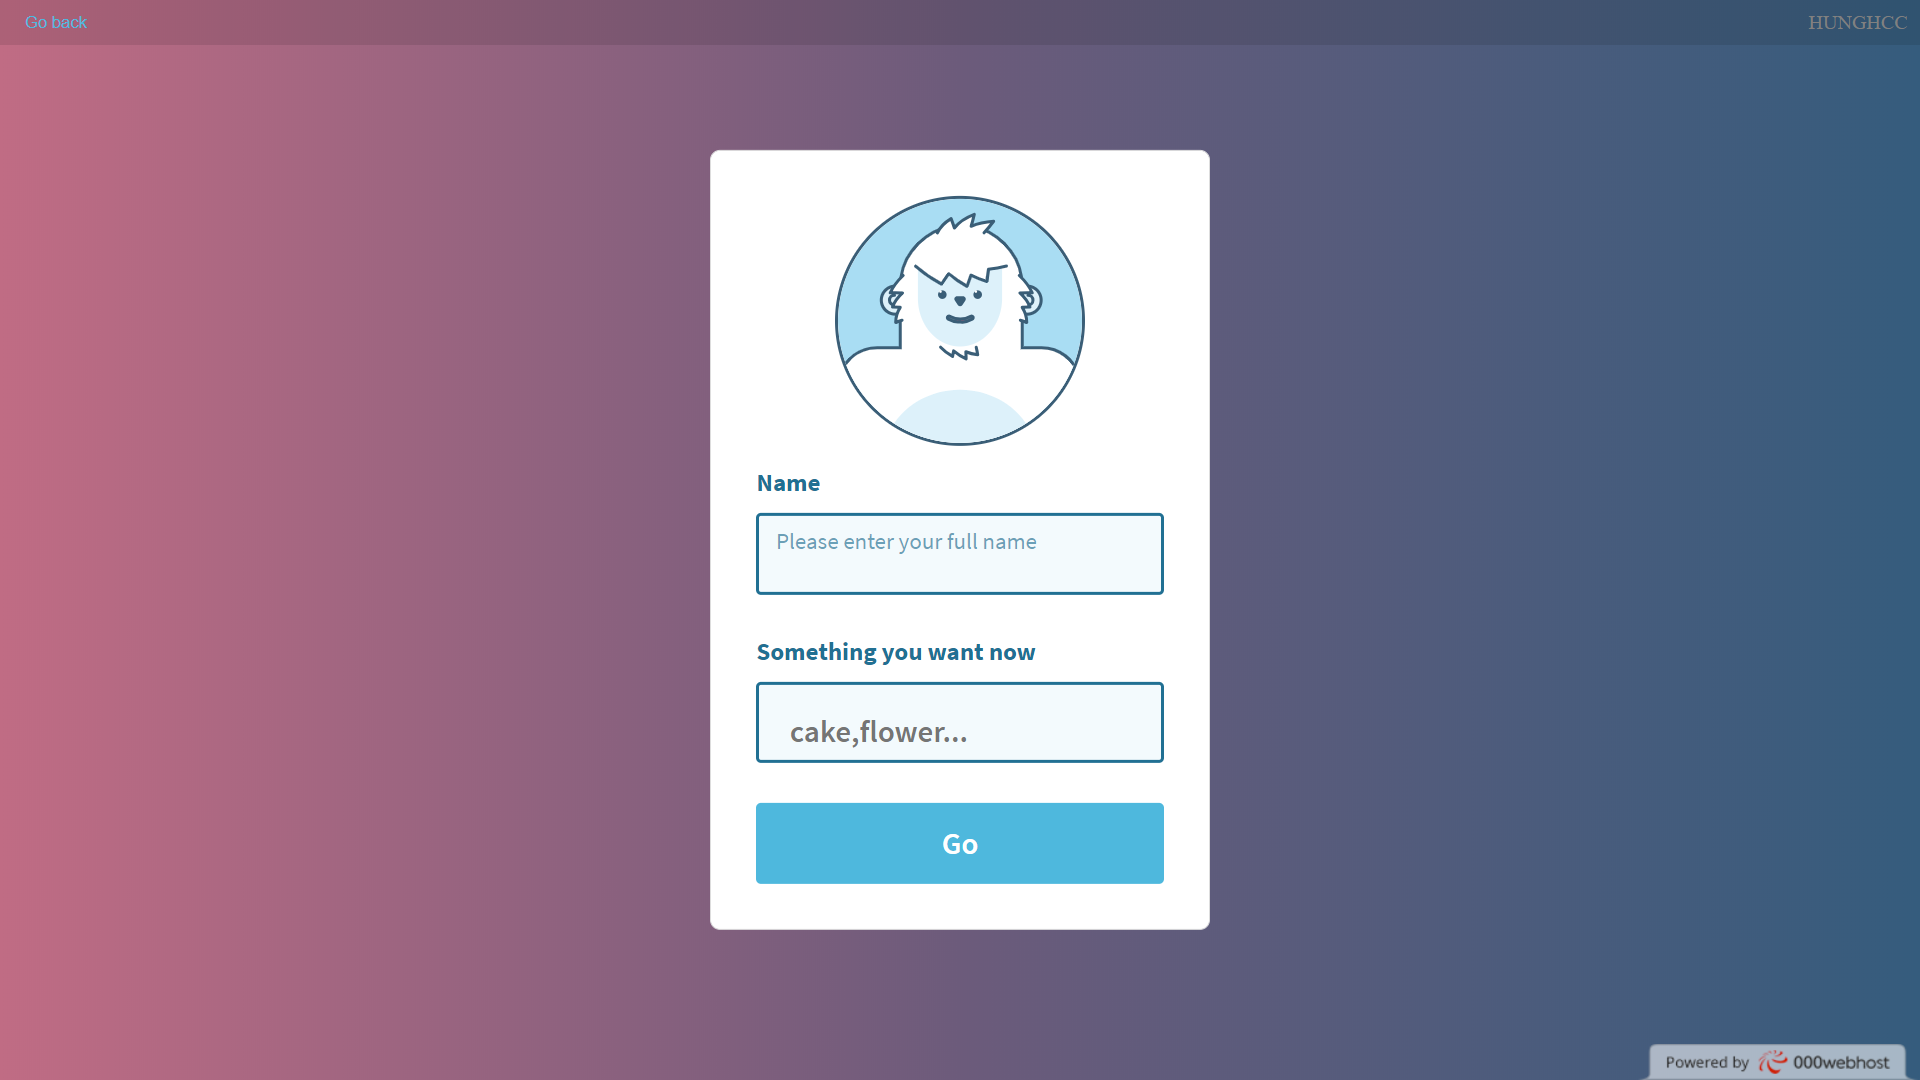 Go back
HUNGHCC
Name
Please enter your full name
Something you want now
cake,flower...
Go
Powered by 000webhost